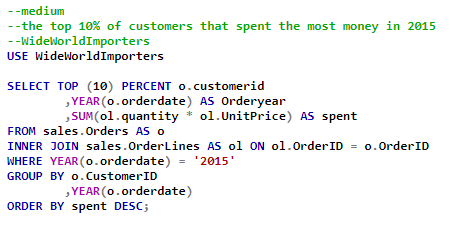 --medium
--the top 10% of customers that spent the most money in 2015
--WideWorldImporters
USE WideWorldImporters
SELECT TOP (10) PERCENT o.customerid
,YEAR(o.orderdate) AS Orderyear
,SUM(ol.quantity * ol.UnitPrice) AS spent
FROM sales.Orders AS o
INNER JOIN sales.OrderLines AS ol ON ol.OrderID = o.OrderID
WHERE YEAR(o.orderdate) = '2015'
GROUP BY o.CustomerID
,YEAR(o.orderdate)
ORDER BY spent DESC;